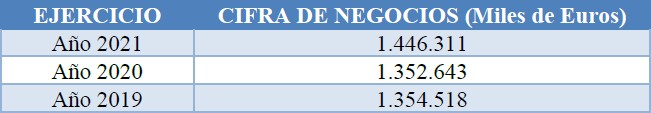 EJERCICIO CIFRA DE NEGOCIOS (Miles de Euros)
Año 2021 1.446.311
Año 2020 1.352.643
Año 2019 1.354.518